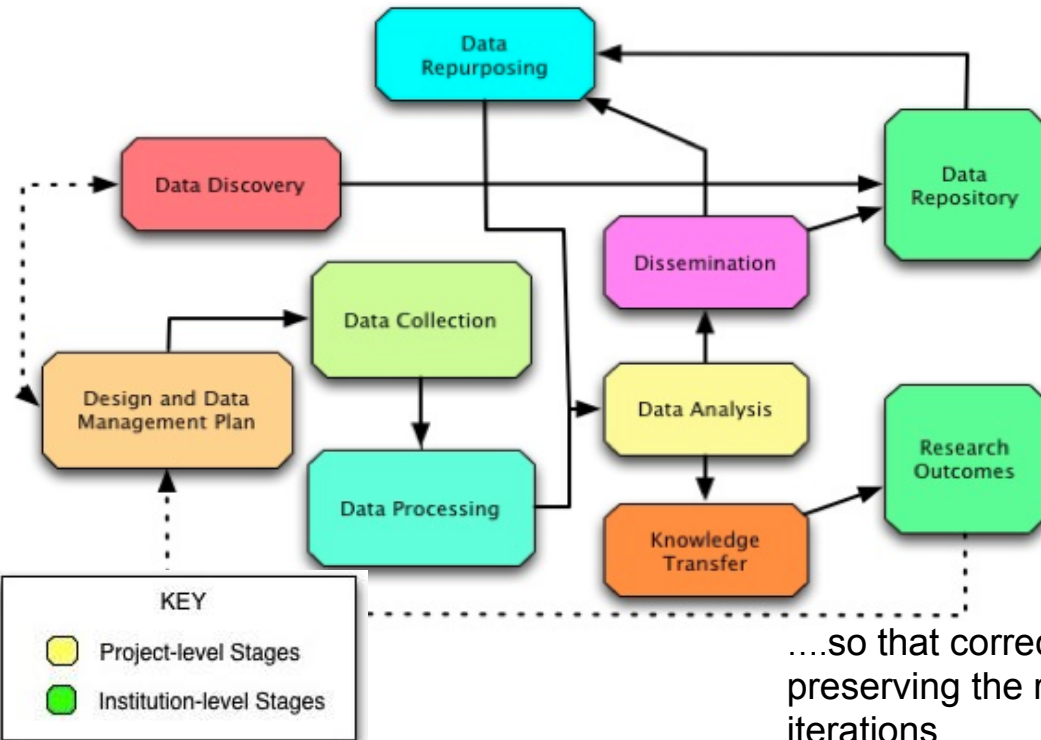 Data
Repurposing
Data Discovery
Data
Repository
Dissemination
Data Collection
Design and Data
Management Plan
Data Analysis
Research
Outcomes
Data Processing
Knowledge
Transfer
KEY
Project-level Stages
Institution-level Stages
....so that correc
preserving the
iterations